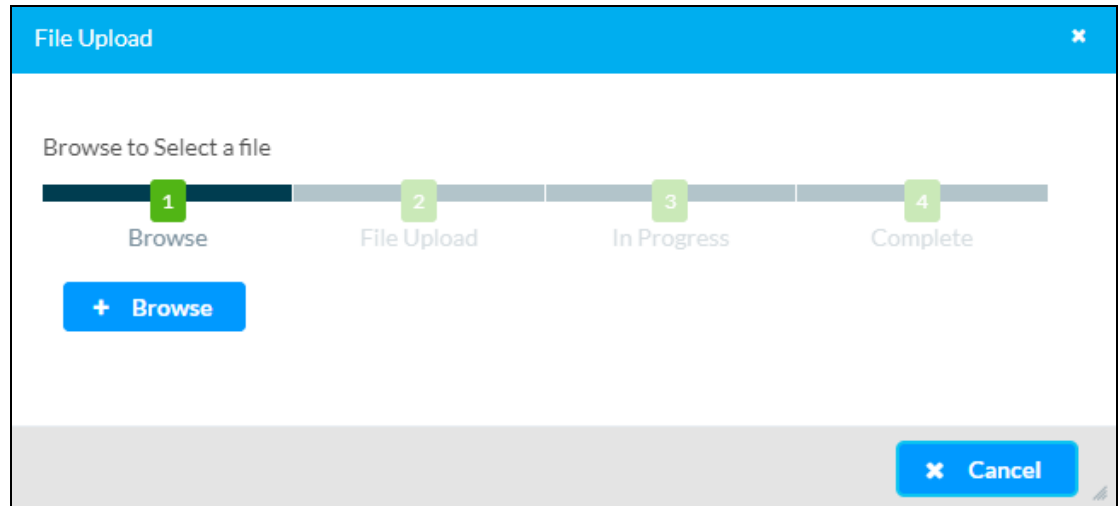 File Upload
Browse to Select a file
1 2 3 4
Browse File Upload In Progress Complete
+ Browse
Cancel